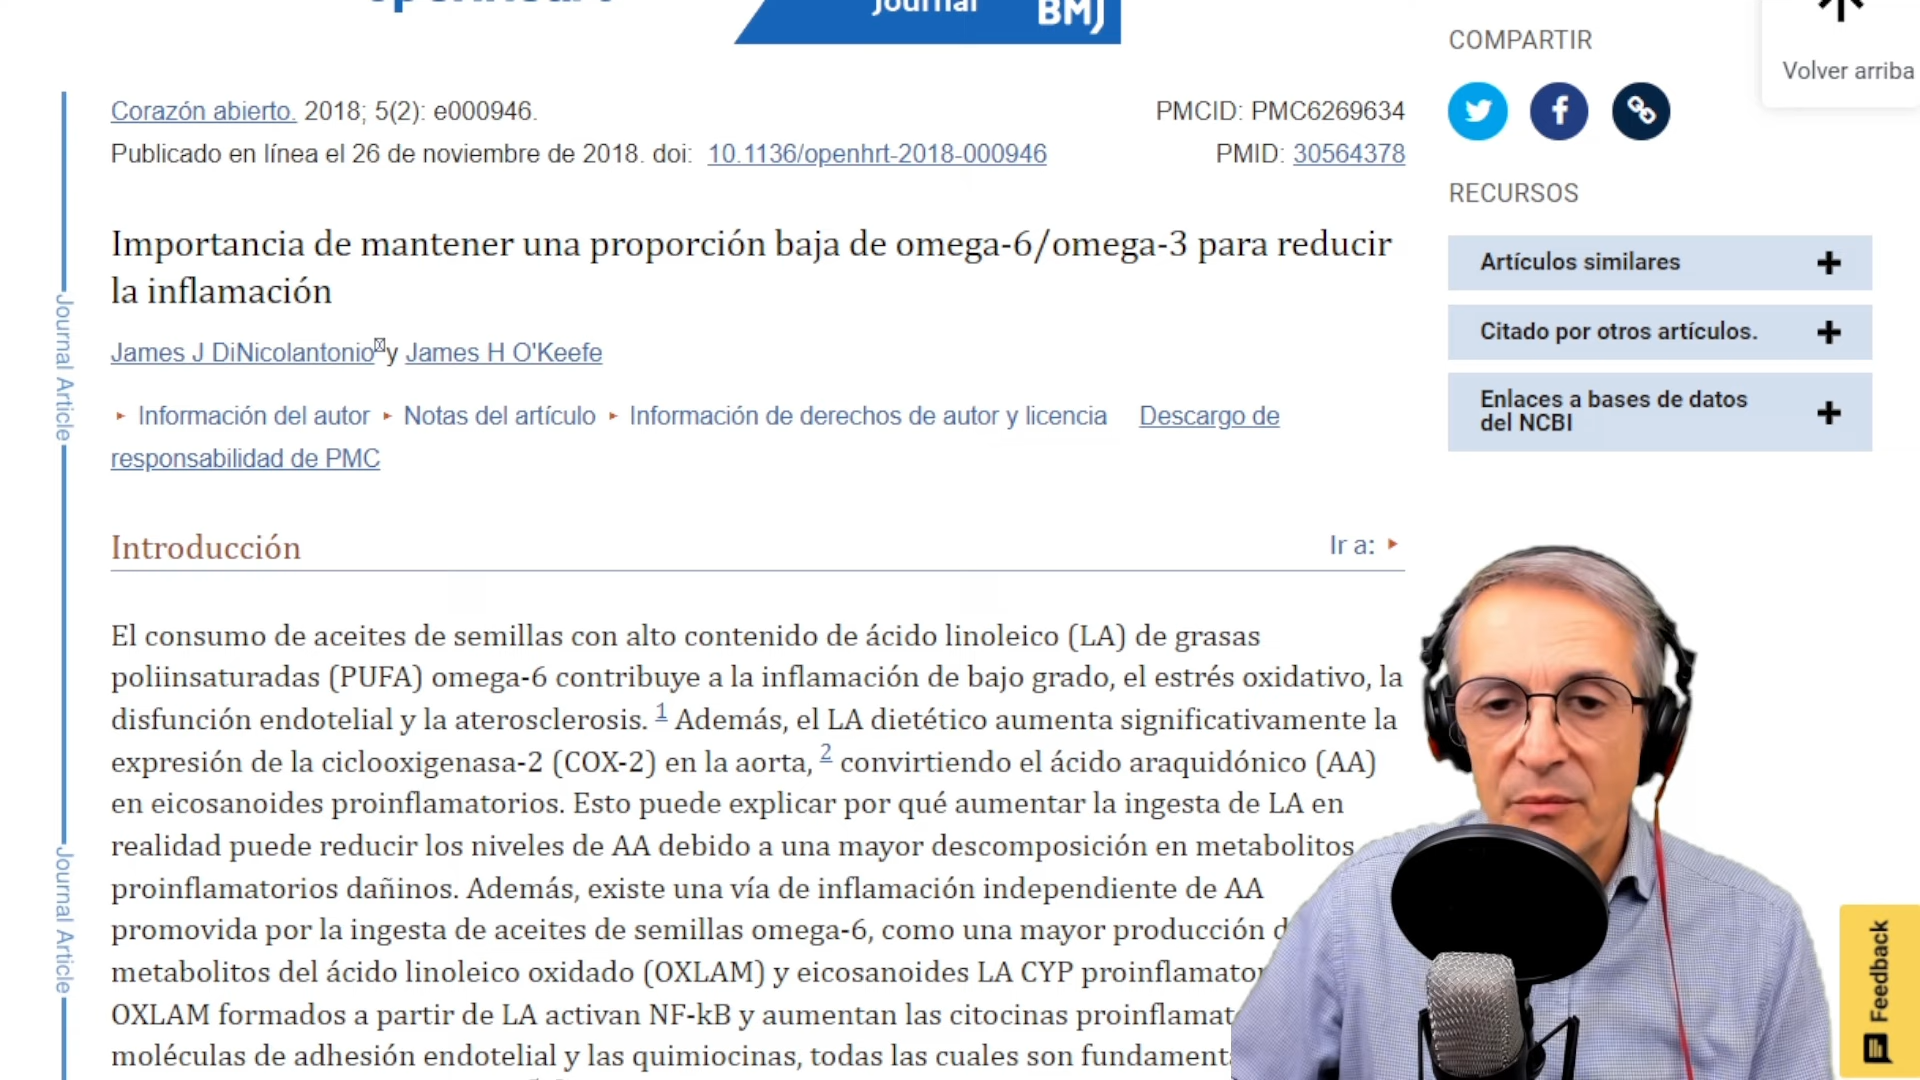 Journal
BMJ
COMPARTIR
Volver arriba
Corazón abierto. 2018; 5(2): e000946.
PMCID: PMC6269634
Publicado en línea el 26 de noviembre de 2018. doi: 10.1136/openhrt-2018-000946
PMID: 30564378
RECURSOS
Importancia de mantener una proporción baja de omega-6/omega-3 para reducir
la inflamación
Artículos similares
Citado por otros artículos.
Enlaces a bases de datos
del NCBI
James J DiNicolantonio y James H O'Keefe
Información del autor Notas del artículo Información de derechos de autor y licencia Descargo de
responsabilidad de PMC
Journal Article
Introducción
Ir a:
El consumo de aceites de semillas con alto contenido de ácido linoleico (LA) de grasas
poliinsaturadas (PUFA) omega-6 contribuye a la inflamación de bajo grado, el estrés oxidativo, la
disfunción endotelial y la aterosclerosis. 1 Además, el LA dietético aumenta significativamente la
expresión de la ciclooxigenasa-2 (COX-2) en la aorta, 2 convirtiendo el ácido araquidónico (AA)
en eicosanoides proinflamatorios. Esto puede explicar por qué aumentar la ingesta de LA en
realidad puede reducir los niveles de AA debido a una mayor descomposición en metabolitos
proinflamatorios dañinos. Además, existe una vía de inflamación independiente de AA
promovida por la ingesta de aceites de semillas omega-6, como una mayor producción
metabolitos del ácido linoleico oxidado (OXLAM) y eicosanoides LA CYP
OXLAM formados a partir de LA activan NF-kB y aumentan las citocinas
moléculas de adhesión endotelial y las quimiocinas, todas las cuales son
Journal Article
Feedback